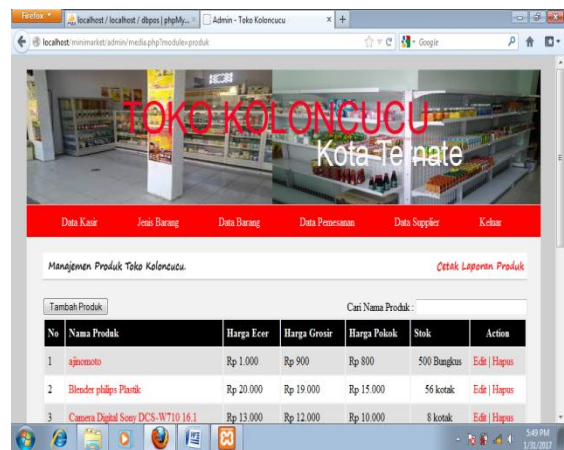 Firefox
localhost / localhost / dbpos | phpMy...
Admin - Toko Koloncucu
localhost/minimarket/admin/media.php?module=produk
Google
TOKO KOLONCUCU
Kota Ternate
Data Kasir Jenis Barang Data Barang Data Pemesanan Data Supplier Keluar
Manajemen Produk Toko Koloncucu.
Cetak Laporan Produk
Tambah Produk Cari Nama Produk :
No Nama Produk Harga Ecer Harga Grosir Harga Pokok Stok Action
1 ajinomoto Rp 1.000 Rp 900 Rp 800 500 Bungkus Edit | Hapus
2 Blender philips Plastik Rp 20.000 Rp 19.000 Rp 15.000 56 kotak Edit | Hapus
3 Camera Digital Sony DCS-W710 16.1 Rp 13.000 Rp 12.000 Rp 10.000 8 kotak Edit | Hapus
5:49 PM
1/31/2017